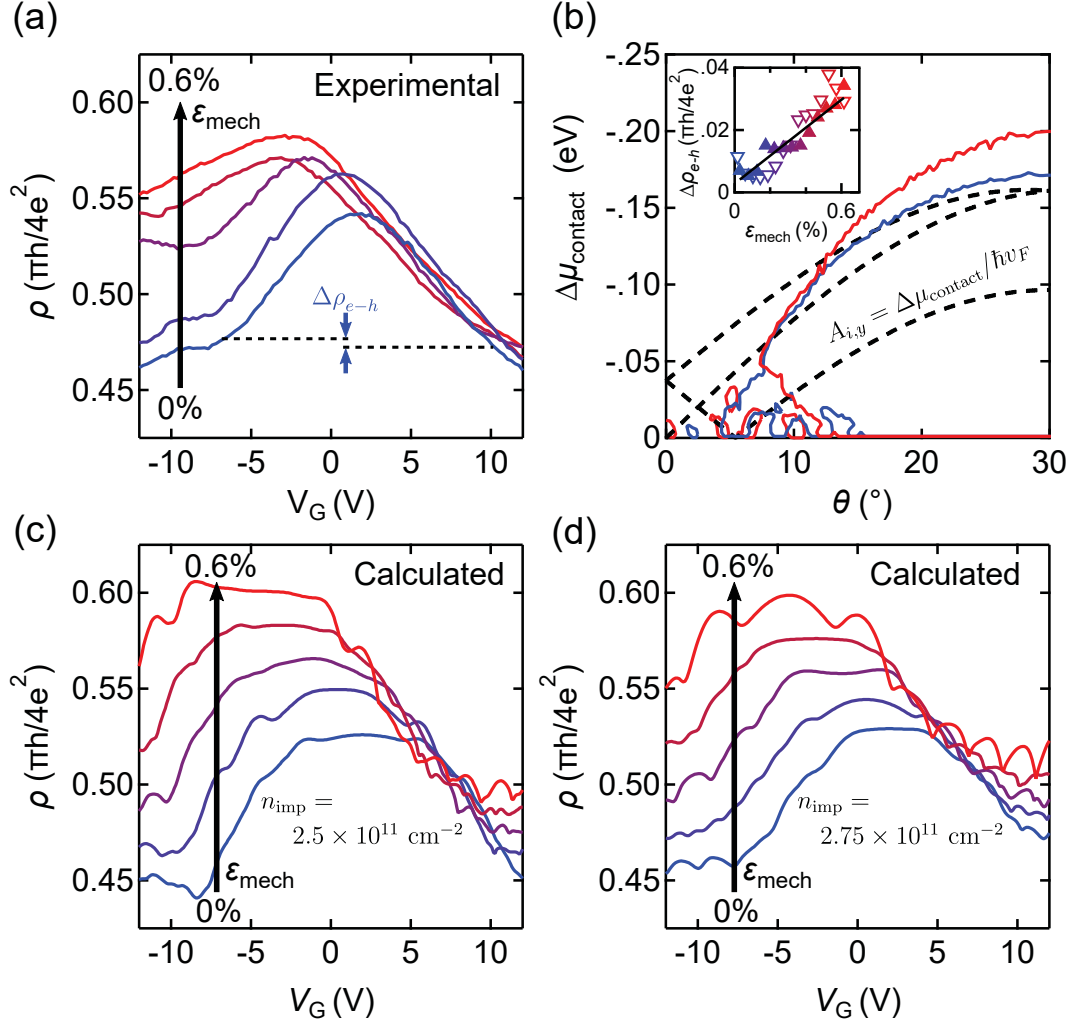 (a)
0.6%
ε_mech
Experimental
Δρ_e−h
0%
0.60
0.55
0.50
0.45
ρ (πh/4e²)
-10 -5 0 5 10
V_G (V)
(b)
-.25
-.20
-.15
-.10
-.05
0
Δμ_contact (eV)
.04
.02
0
Δρ_e-h (πh/4e²)
0 0.6
ε_mech (%)
A_i,y = Δμ_contact/ħv_F
0 10 20 30
θ (°)
(c)
0.6%
Calculated
n_imp =
2.5 × 10¹¹ cm⁻²
ε_mech
0%
0.60
0.55
0.50
0.45
ρ (πh/4e²)
-10 -5 0 5 10
V_G (V)
(d)
0.6%
Calculated
n_imp =
2.75 × 10¹¹ cm⁻²
ε_mech
0%
0.60
0.55
0.50
0.45
ρ (πh/4e²)
-10 -5 0 5 10
V_G (V)